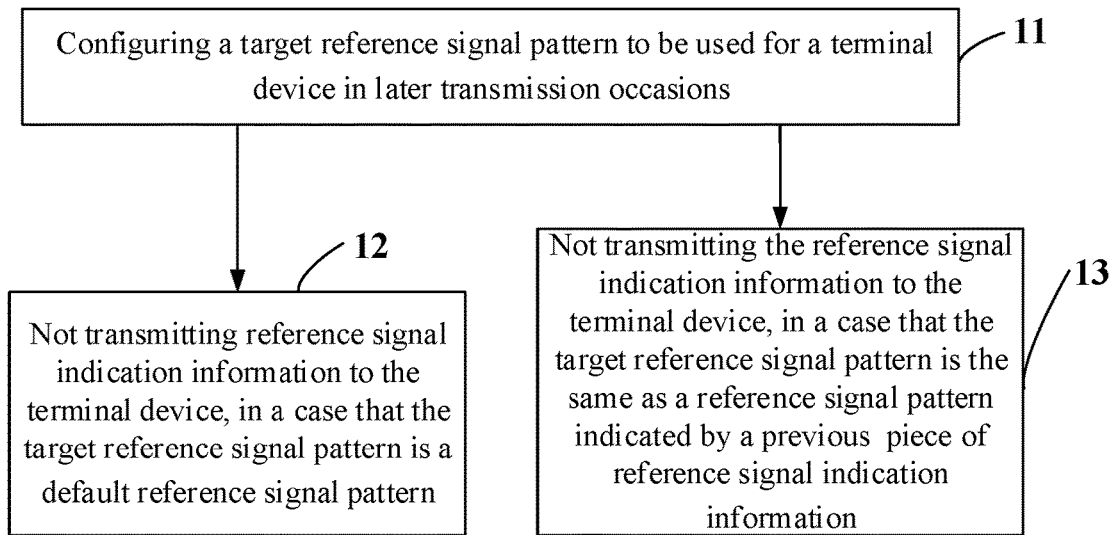 Configuring a target reference signal pattern to be used for a terminal
device in later transmission occasions
11
12
Not transmitting reference signal
indication information to the
terminal device, in a case that the
target reference signal pattern is a
default reference signal pattern
Not transmitting the reference signal
indication information to the
terminal device, in a case that the
target reference signal pattern is the
same as a reference signal pattern
indicated by a previous piece of
reference signal indication
information
13